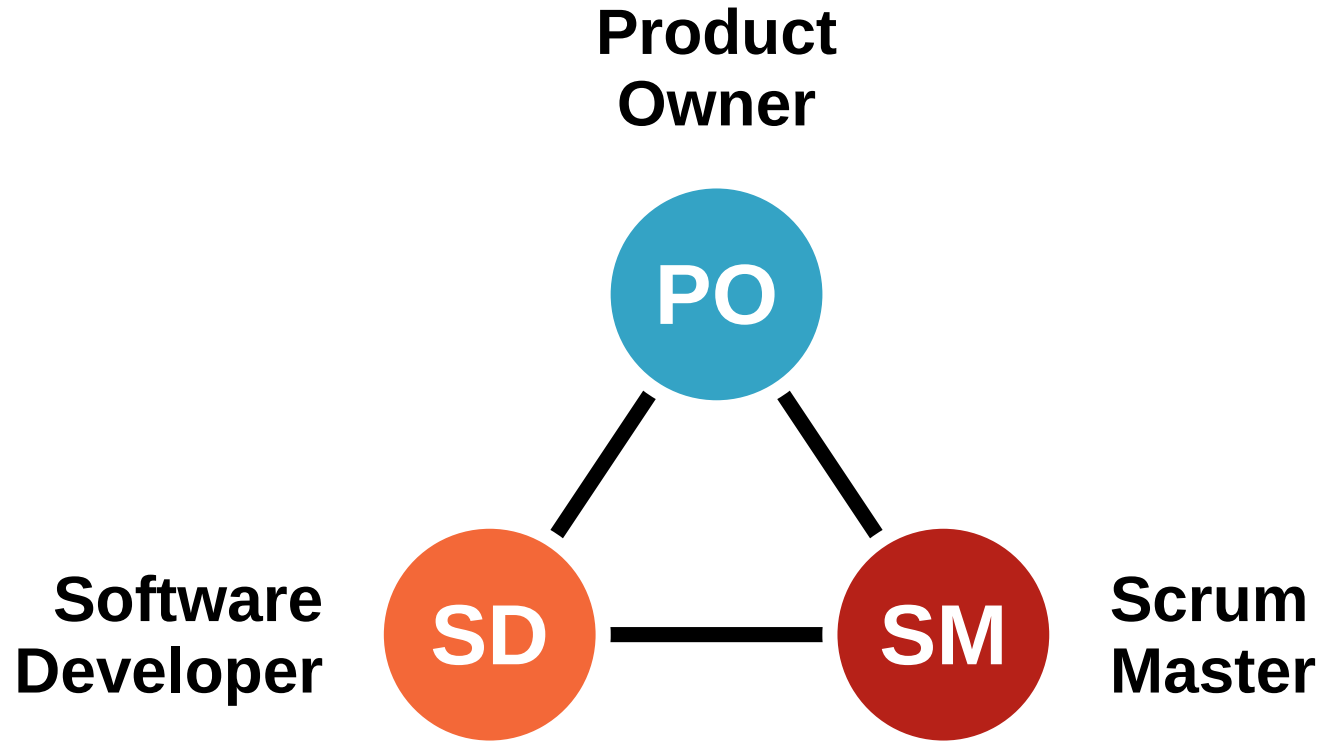 Product
Owner
PO
Software
Developer
SD
SM
Scrum
Master